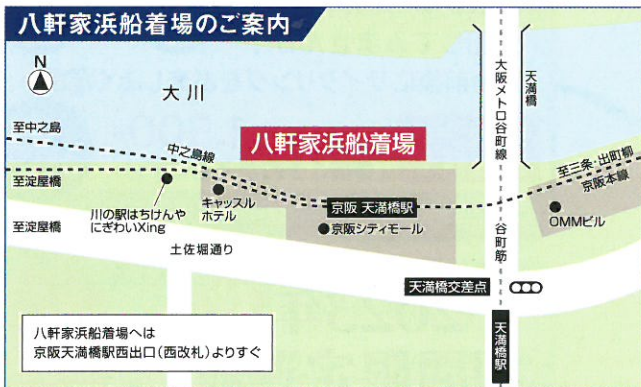 八軒家浜船着場のご案内
N
大川
大阪メトロ谷町線
天満橋
至中之島
中之島線
八軒家浜船着場
至三条・出町柳
京阪本線
至淀屋橋
川の駅はちけんや
にぎわいXing
キャッスル
ホテル
京阪 天満橋駅
京阪シティモール
OMMビル
至淀屋橋
土佐堀通り
谷町筋
天満橋交差点
天満橋駅
八軒家浜船着場へは
京阪天満橋駅西出口(西改札)よりすぐ